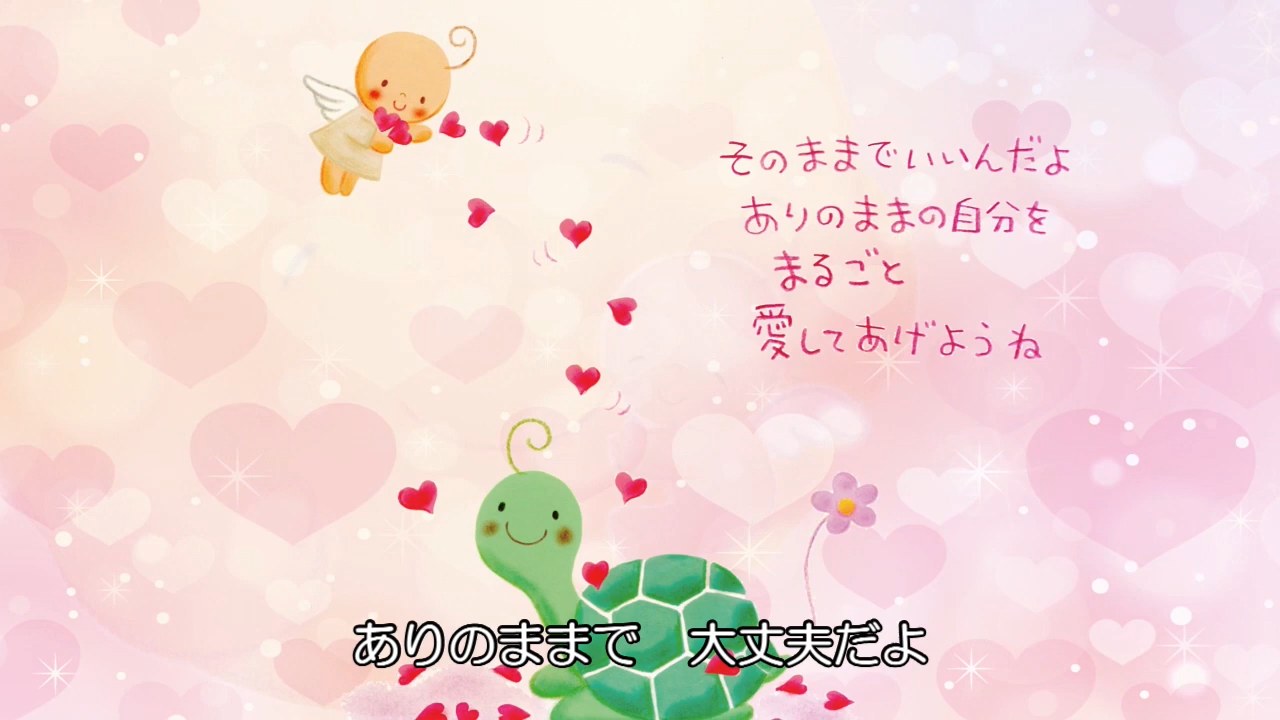 そのままでいいんだよ
ありのままの自分を
まるごと
愛してあげようね
ありのままで　大丈夫だよ